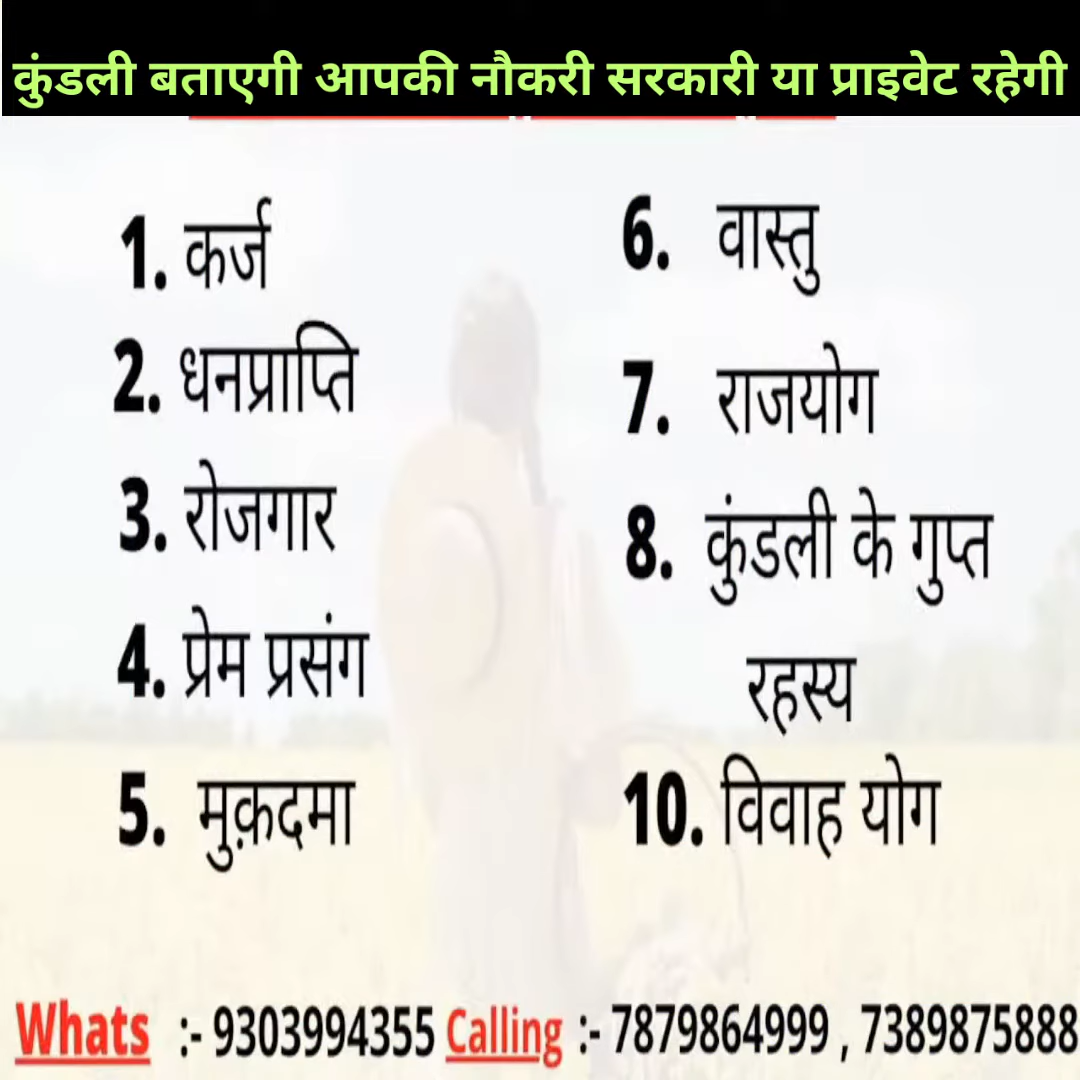 कुंडली बताएगी आपकी नौकरी सरकारी या प्राइवेट रहेगी
1. कर्ज
2. धनप्राप्ति
3. रोजगार
4. प्रेम प्रसंग
5. मुक़दमा
6. वास्तु
7. राजयोग
8. कुंडली के गुप्त
रहस्य
10. विवाह योग
Whats :- 9303994355 Calling :- 7879864999 , 7389875888